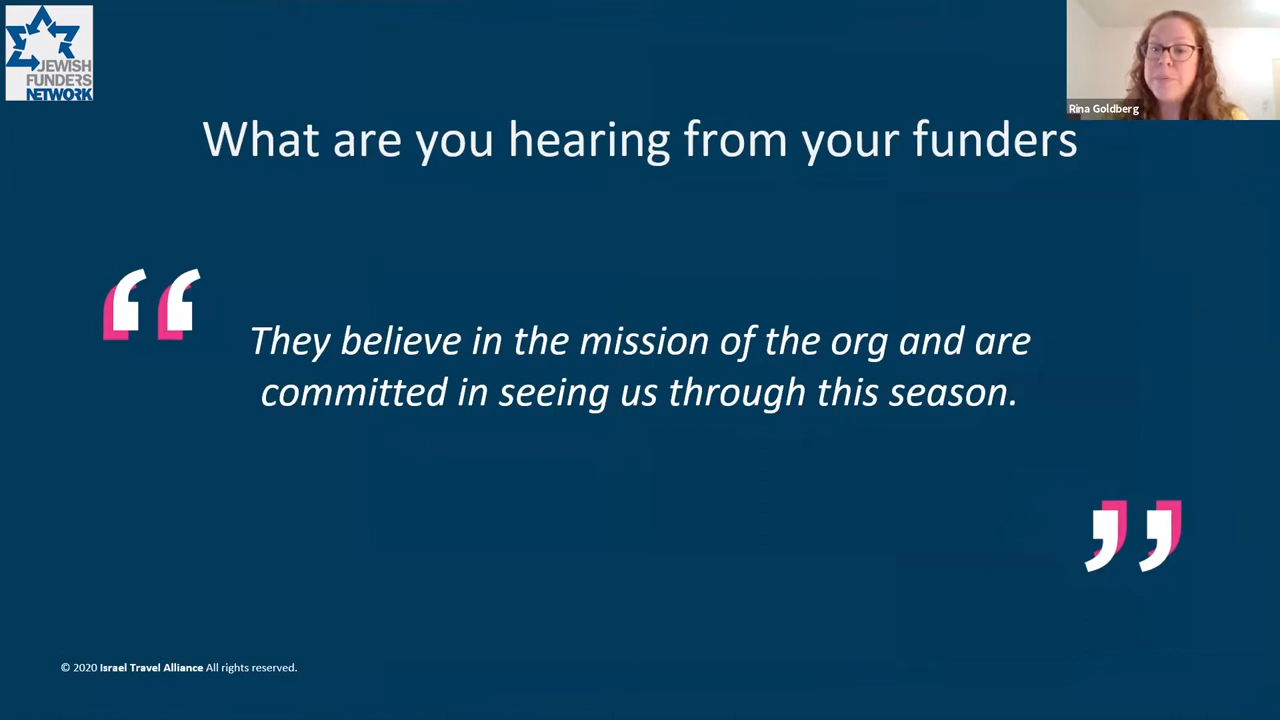 JEWISH
FUNDERS
NETWORK
Rina Goldberg
What are you hearing from your funders
“
They believe in the mission of the org and are
committed in seeing us through this season.
”
© 2020 Israel Travel Alliance All rights reserved.